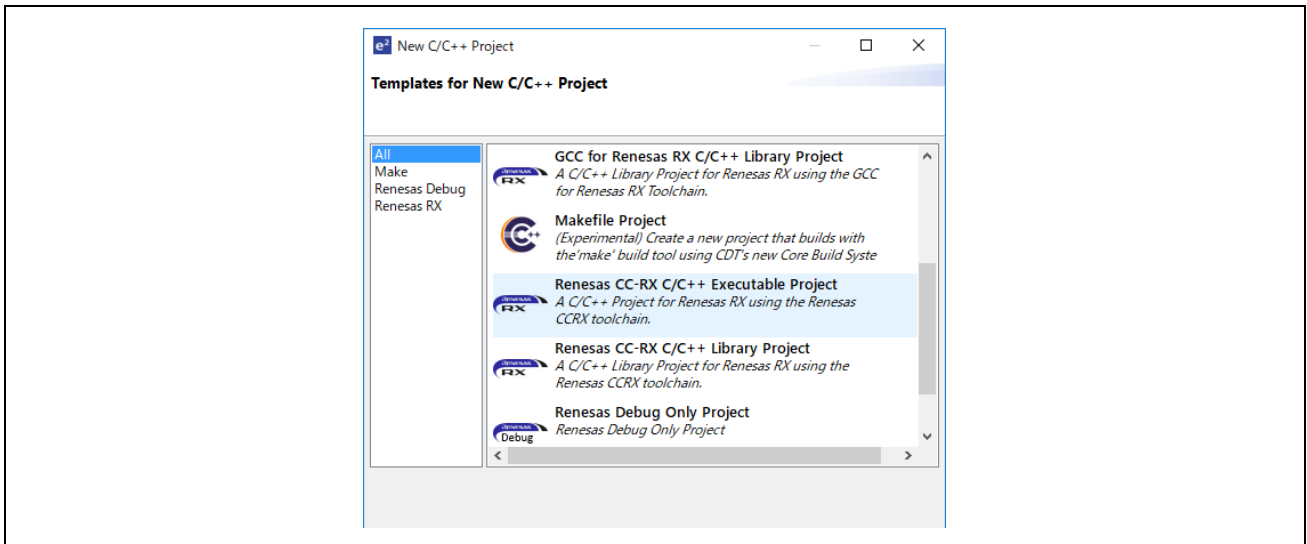 e² New C/C++ Project
Templates for New C/C++ Project
All
Make
Renesas Debug
Renesas RX
GCC for Renesas RX C/C++ Library Project
RENESAS
RX
A C/C++ Library Project for Renesas RX using the GCC
for Renesas RX Toolchain.
Makefile Project
C++
(Experimental) Create a new project that builds with
the'make' build tool using CDT's new Core Build Syste
Renesas CC-RX C/C++ Executable Project
RENESAS
RX
A C/C++ Project for Renesas RX using the Renesas
CCRX toolchain.
Renesas CC-RX C/C++ Library Project
RENESAS
RX
A C/C++ Library Project for Renesas RX using the
Renesas CCRX toolchain.
Renesas Debug Only Project
RENESAS
Debug
Renesas Debug Only Project